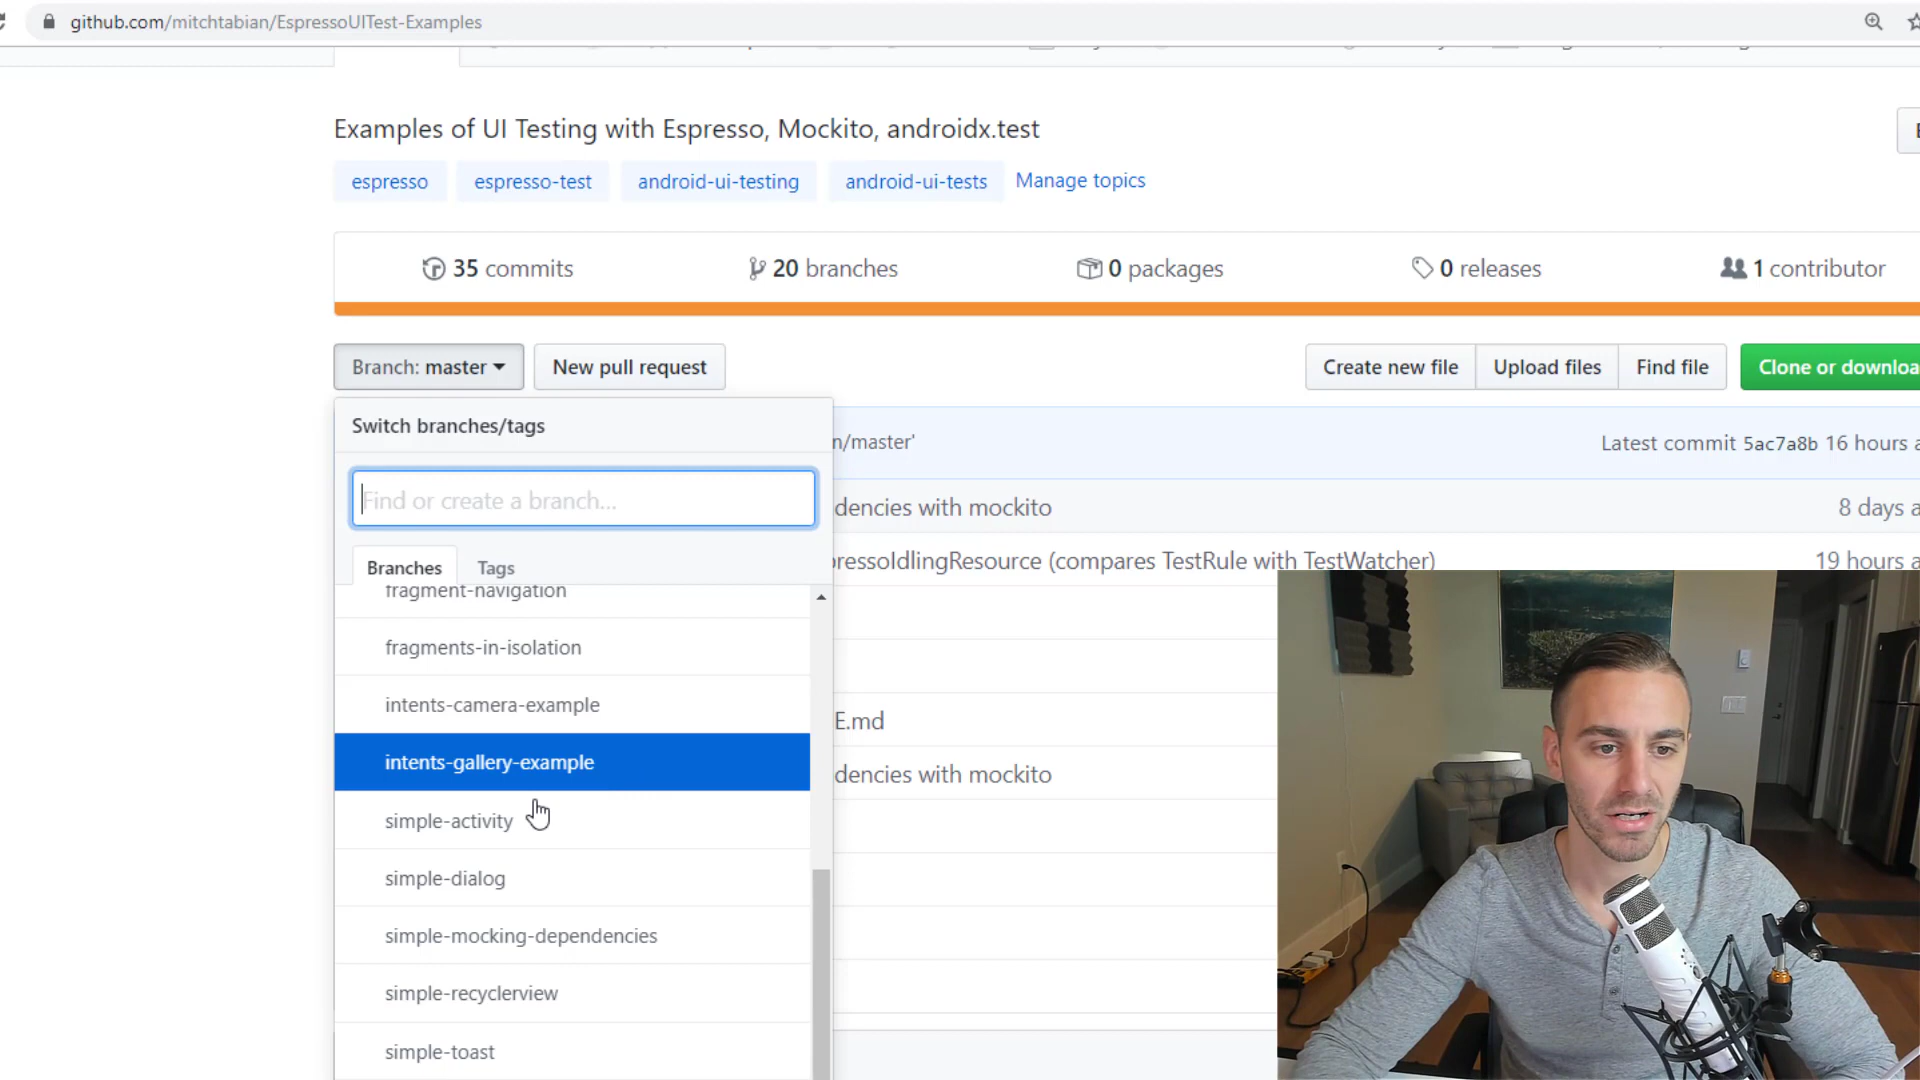 github.com/mitchtabian/EspressoUITest-Examples
Examples of UI Testing with Espresso, Mockito, androidx.test
espresso espresso-test android-ui-testing android-ui-tests Manage topics
35 commits 20 branches 0 packages 0 releases 1 contributor
Branch: master New pull request Create new file Upload files Find file Clone or downloa
Switch branches/tags
n/master' Latest commit 5ac7a8b 16 hours a
Find or create a branch...
dencies with mockito 8 days a
Branches Tags
pressoIdlingResource (compares TestRule with TestWatcher) 19 hours a
fragment-navigation
fragments-in-isolation
intents-camera-example
E.md
intents-gallery-example
dencies with mockito
simple-activity
simple-dialog
simple-mocking-dependencies
simple-recyclerview
simple-toast